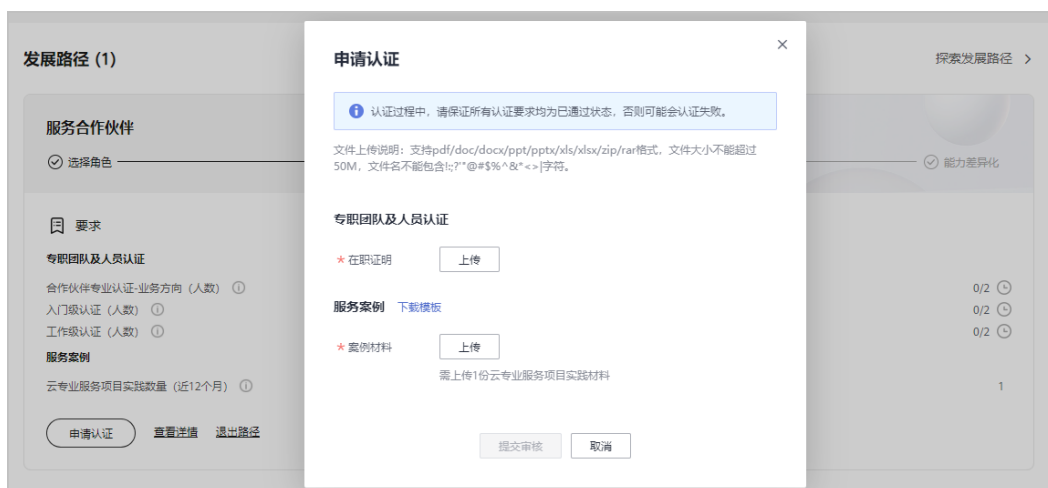 发展路径 (1)
探索发展路径
服务合作伙伴
选择角色
能力差异化
要求
专职团队及人员认证
合作伙伴专业认证-业务方向（人数）
0/2
入门级认证（人数）
0/2
工作级认证（人数）
0/2
服务案例
云专业服务项目实践数量（近12个月）
1
申请认证
查看详情
退出路径
申请认证
认证过程中，请保证所有认证要求均为已通过状态，否则可能会认证失败。
文件上传说明：支持pdf/doc/docx/ppt/pptx/xls/xlsx/zip/rar格式，文件大小不能超过
50M，文件名不能包含!:;?'"@#$%^&*<>|字符。
专职团队及人员认证
* 在职证明
上传
服务案例 下载模板
* 案例材料
上传
需上传1份云专业服务项目实践材料
提交审核
取消